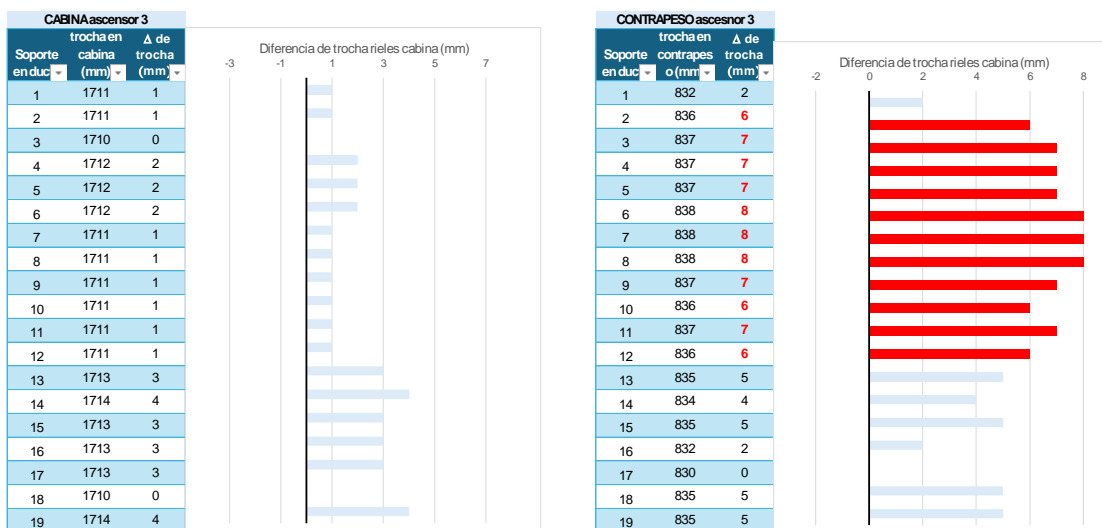 CABINA ascensor 3
Soporte en duc trocha en cabina (mm) Δ de trocha (mm)
1 1711 1
2 1711 1
3 1710 0
4 1712 2
5 1712 2
6 1712 2
7 1711 1
8 1711 1
9 1711 1
10 1711 1
11 1711 1
12 1711 1
13 1713 3
14 1714 4
15 1713 3
16 1713 3
17 1713 3
18 1710 0
19 1714 4
Diferencia de trocha rieles cabina (mm)
-3 -1 1 3 5 7
CONTRAPESO ascesnor 3
Soporte en duc trocha en contrapes o (mm Δ de trocha (mm)
1 832 2
2 836 6
3 837 7
4 837 7
5 837 7
6 838 8
7 838 8
8 838 8
9 837 7
10 836 6
11 837 7
12 836 6
13 835 5
14 834 4
15 835 5
16 832 2
17 830 0
18 835 5
19 835 5
Diferencia de trocha rieles cabina (mm)
-2 0 2 4 6 8